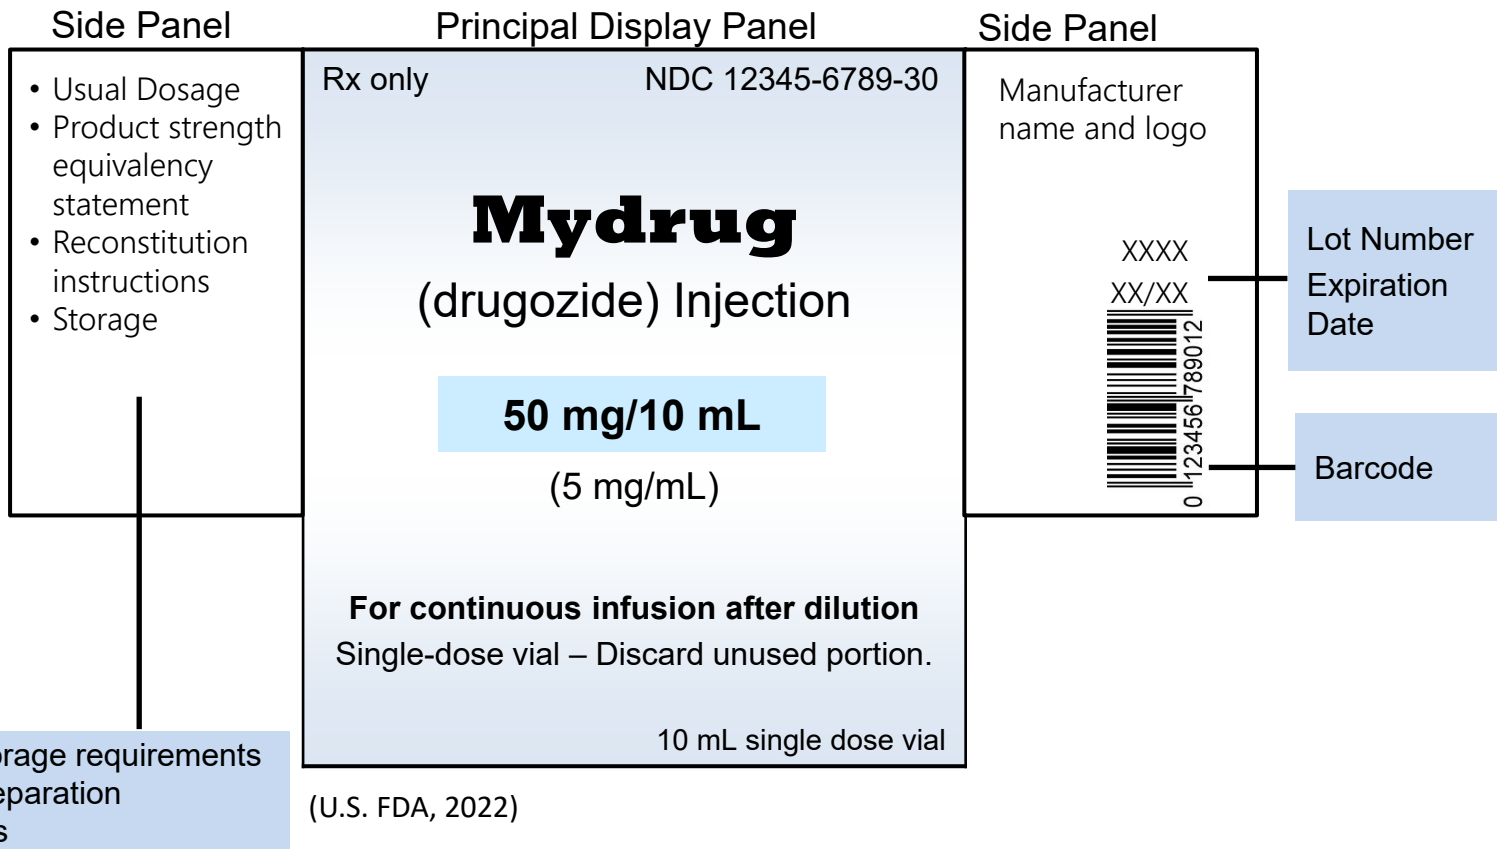 Side Panel
Principal Display Panel
Side Panel
• Usual Dosage
• Product strength
equivalency
statement
• Reconstitution
instructions
• Storage
Rx only
NDC 12345-6789-30
Mydrug
(drugozide) Injection
50 mg/10 mL
(5 mg/mL)
For continuous infusion after dilution
Single-dose vial – Discard unused portion.
10 mL single dose vial
Manufacturer
name and logo
XXXX
XX/XX
0 123456 789012
Lot Number
Expiration
Date
Barcode
requirements
(U.S. FDA, 2022)